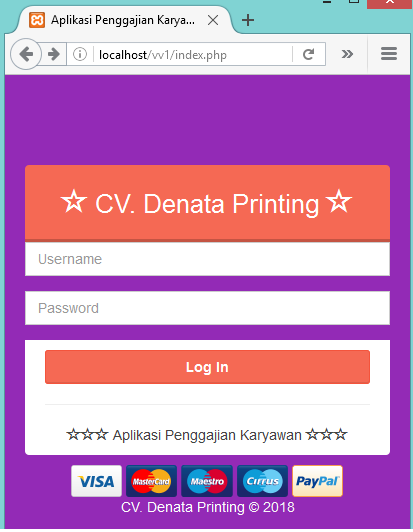 Aplikasi Penggajian Karya...
localhost/vv1/index.php
☆ CV. Denata Printing ☆
Username
Password
Log In
☆☆☆ Aplikasi Penggajian Karyawan ☆☆☆
VISA MasterCard Maestro Cirrus PayPal
CV. Denata Printing © 2018